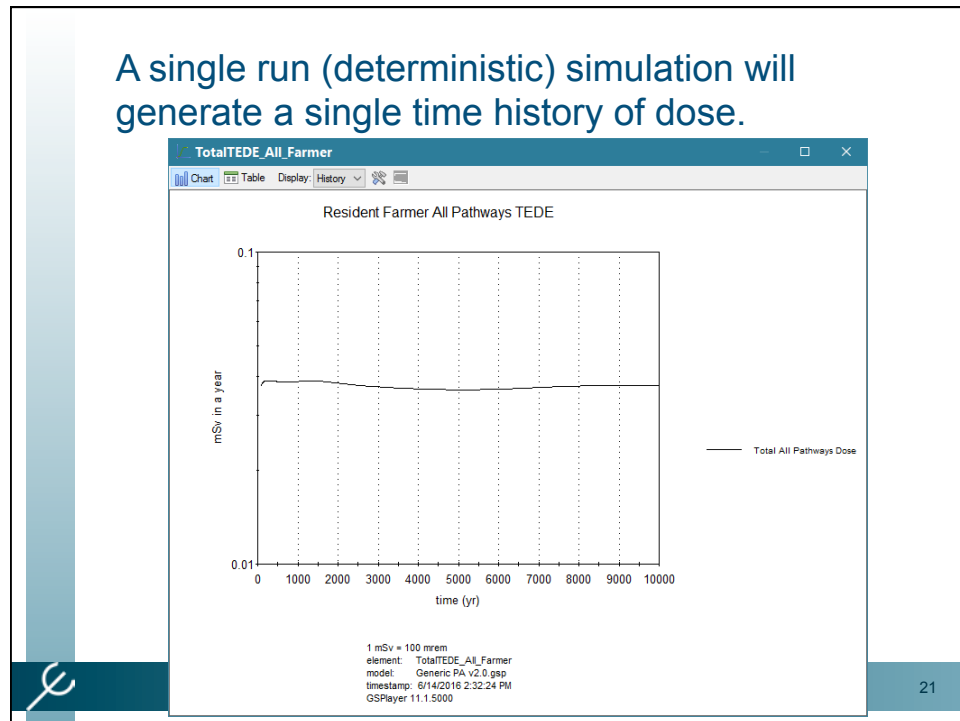 A single run (deterministic) simulation will
generate a single time history of dose.
TotalTEDE_All_Farmer
Chart Table Display: History
Resident Farmer All Pathways TEDE
0.1
mSv in a year
Total All Pathways Dose
0.01
0 1000 2000 3000 4000 5000 6000 7000 8000 9000 10000
time (yr)
1 mSv = 100 mrem
element: TotalTEDE_All_Farmer
model: Generic PA v2.0.gsp
timestamp: 6/14/2016 2:32:24 PM
GSPlayer 11.1.5000
21